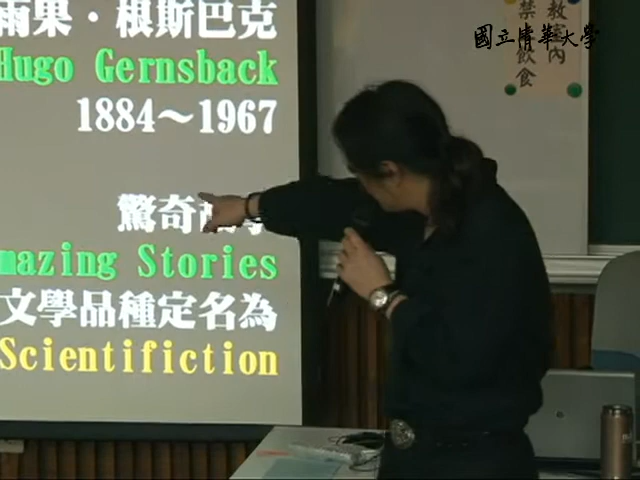 雨果·根斯巴克
Hugo Gernsback
1884～1967
驚奇
mazing Stories
文學品種定名為
Scientifiction
國立清華大學
教室內
禁 飲食